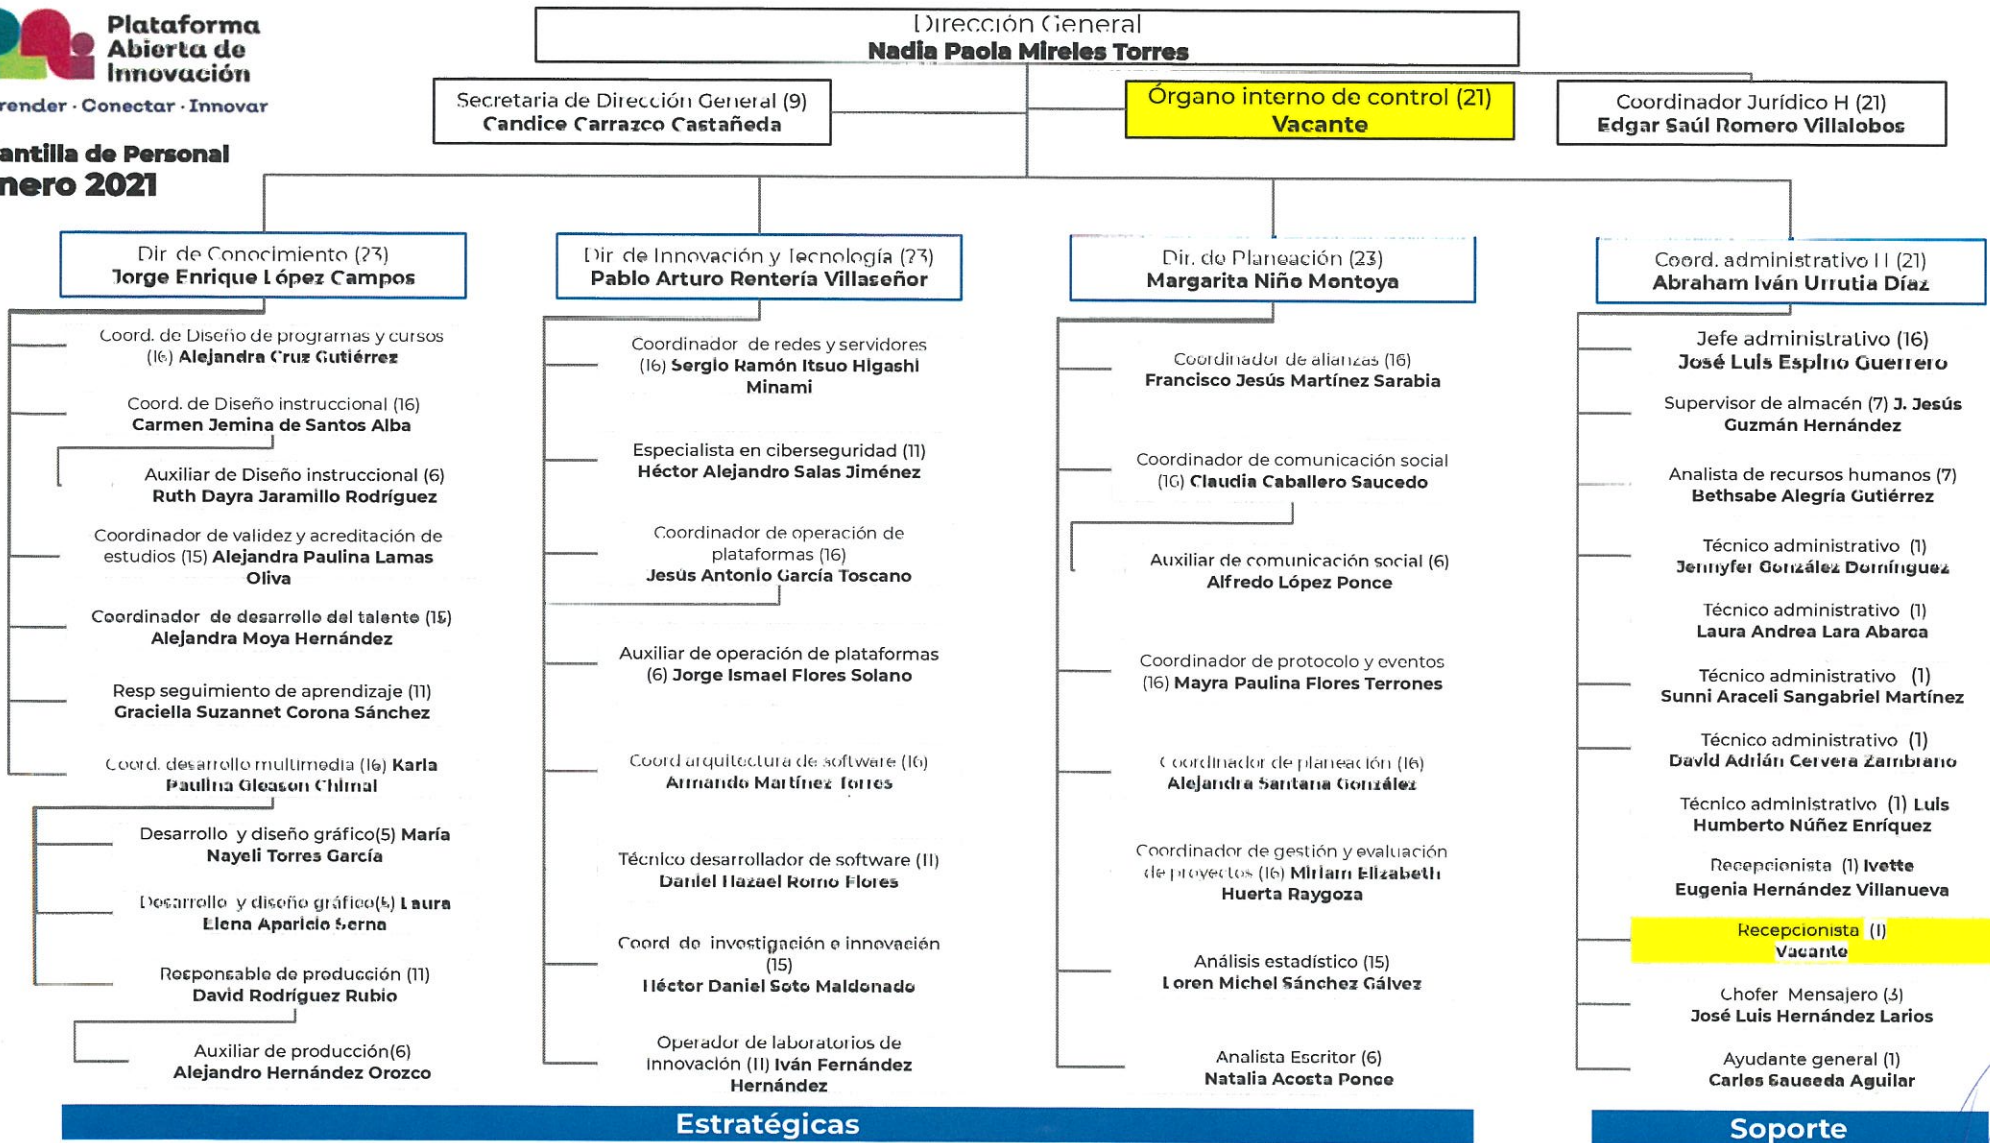 Plataforma
Abierta de
Innovación
render · Conectar · Innovar
antilla de Personal
nero 2021
Dirección General
Nadia Paola Mireles Torres
Secretaria de Dirección General (9)
Candice Carrazco Castañeda
Órgano interno de control (21)
Vacante
Coordinador Jurídico H (21)
Edgar Saúl Romero Villalobos
Dir de Conocimiento (23)
Jorge Enrique López Campos
Coord. de Diseño de programas y cursos
(16) Alejandra Cruz Gutiérrez
Coord. de Diseño instruccional (16)
Carmen Jemina de Santos Alba
Auxiliar de Diseño instruccional (6)
Ruth Dayra Jaramillo Rodríguez
Coordinador de validez y acreditación de
estudios (15) Alejandra Paulina Lamas
Oliva
Coordinador de desarrollo del talento (15)
Alejandra Moya Hernández
Resp seguimiento de aprendizaje (11)
Graciella Suzannet Corona Sánchez
Coord. desarrollo multimedia (16) Karla
Paulina Gleason Chimal
Desarrollo y diseño gráfico(5) María
Nayeli Torres García
Desarrollo y diseño gráfico(5) Laura
Elena Aparicio Serna
Responsable de producción (11)
David Rodríguez Rubio
Auxiliar de producción(6)
Alejandro Hernández Orozco
Dir de Innovación y Tecnología (23)
Pablo Arturo Rentería Villaseñor
Coordinador de redes y servidores
(16) Sergio Ramón Itsuo Higashi
Minami
Especialista en ciberseguridad (11)
Héctor Alejandro Salas Jiménez
Coordinador de operación de
plataformas (16)
Jesús Antonio García Toscano
Auxiliar de operación de plataformas
(6) Jorge Ismael Flores Solano
Coord arquitectura de software (16)
Armando Martínez Torres
Técnico desarrollador de software (11)
Daniel Hazael Romo Flores
Coord de investigación e innovación
(15)
Héctor Daniel Soto Maldonado
Operador de laboratorios de
Innovación (11) Iván Fernández
Hernández
Dir. de Planeación (23)
Margarita Niño Montoya
Coordinador de alianzas (16)
Francisco Jesús Martínez Sarabia
Coordinador de comunicación social
(16) Claudia Caballero Saucedo
Auxiliar de comunicación social (6)
Alfredo López Ponce
Coordinador de protocolo y eventos
(16) Mayra Paulina Flores Terrones
Coordinador de planeación (16)
Alejandra Santana González
Coordinador de gestión y evaluación
de proyectos (16) Miriam Elizabeth
Huerta Raygoza
Análisis estadístico (15)
Loren Michel Sánchez Gálvez
Analista Escritor (6)
Natalia Acosta Ponce
Coord. administrativo II (21)
Abraham Iván Urrutia Díaz
Jefe administrativo (16)
José Luis Espino Guerrero
Supervisor de almacén (7) J. Jesús
Guzmán Hernández
Analista de recursos humanos (7)
Bethsabe Alegría Gutiérrez
Técnico administrativo (1)
Jennyfer González Domínguez
Técnico administrativo (1)
Laura Andrea Lara Abarca
Técnico administrativo (1)
Sunni Araceli Sangabriel Martínez
Técnico administrativo (1)
David Adrián Cervera Zambrano
Técnico administrativo (1) Luis
Humberto Núñez Enríquez
Recepcionista (1) Ivette
Eugenia Hernández Villanueva
Recepcionista (1)
Vacante
Chofer Mensajero (3)
José Luis Hernández Larios
Ayudante general (1)
Carlos Sauceda Aguilar
Estratégicas
Soporte